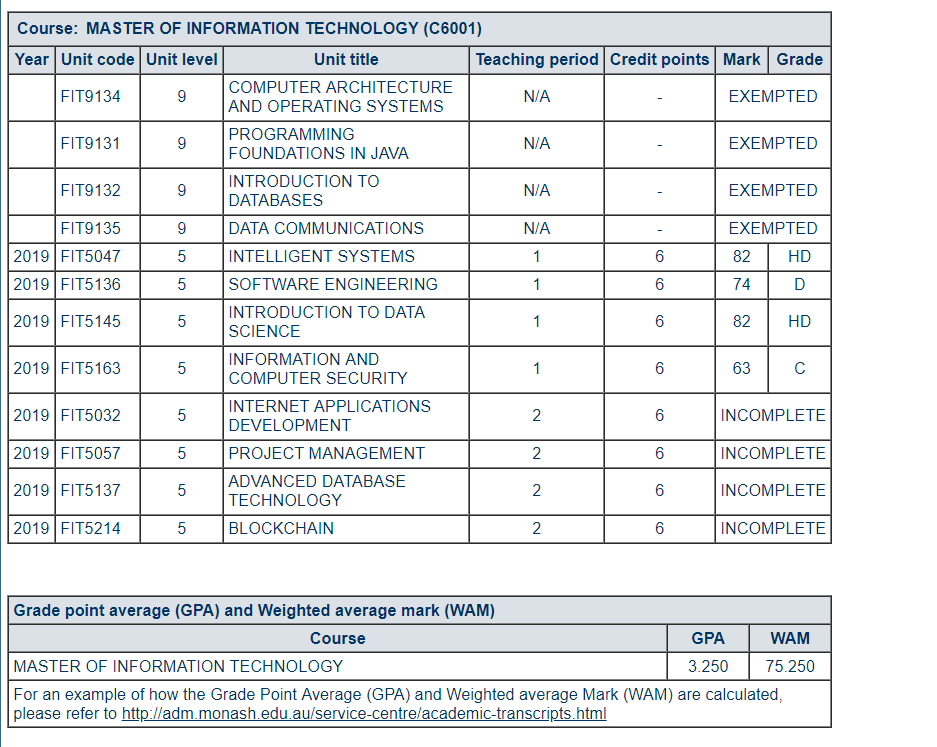 Course: MASTER OF INFORMATION TECHNOLOGY (C6001)
Year Unit code Unit level Unit title Teaching period Credit points Mark Grade
FIT9134 9 COMPUTER ARCHITECTURE AND OPERATING SYSTEMS N/A - EXEMPTED
FIT9131 9 PROGRAMMING FOUNDATIONS IN JAVA N/A - EXEMPTED
FIT9132 9 INTRODUCTION TO DATABASES N/A - EXEMPTED
FIT9135 9 DATA COMMUNICATIONS N/A - EXEMPTED
2019 FIT5047 5 INTELLIGENT SYSTEMS 1 6 82 HD
2019 FIT5136 5 SOFTWARE ENGINEERING 1 6 74 D
2019 FIT5145 5 INTRODUCTION TO DATA SCIENCE 1 6 82 HD
2019 FIT5163 5 INFORMATION AND COMPUTER SECURITY 1 6 63 C
2019 FIT5032 5 INTERNET APPLICATIONS DEVELOPMENT 2 6 INCOMPLETE
2019 FIT5057 5 PROJECT MANAGEMENT 2 6 INCOMPLETE
2019 FIT5137 5 ADVANCED DATABASE TECHNOLOGY 2 6 INCOMPLETE
2019 FIT5214 5 BLOCKCHAIN 2 6 INCOMPLETE
Grade point average (GPA) and Weighted average mark (WAM)
Course GPA WAM
MASTER OF INFORMATION TECHNOLOGY 3.250 75.250
For an example of how the Grade Point Average (GPA) and Weighted average Mark (WAM) are calculated,
please refer to http://adm.monash.edu.au/service-centre/academic-transcripts.html